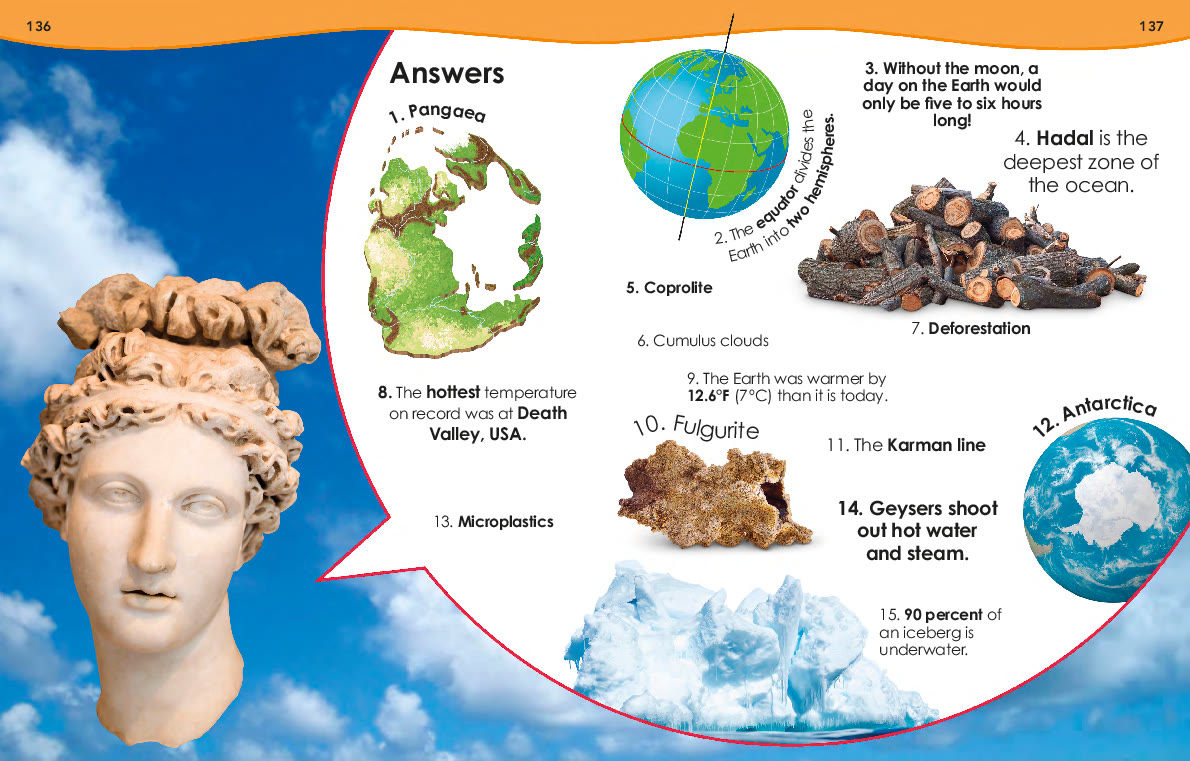 136
137
Answers
1. Pangaea
2. The equator divides the
Earth into two hemispheres.
3. Without the moon, a
day on the Earth would
only be five to six hours
long!
4. Hadal is the
deepest zone of
the ocean.
5. Coprolite
6. Cumulus clouds
7. Deforestation
8. The hottest temperature
on record was at Death
Valley, USA.
9. The Earth was warmer by
12.6°F (7°C) than it is today.
10. Fulgurite
11. The Karman line
12. Antarctica
13. Microplastics
14. Geysers shoot
out hot water
and steam.
15. 90 percent of
an iceberg is
underwater.